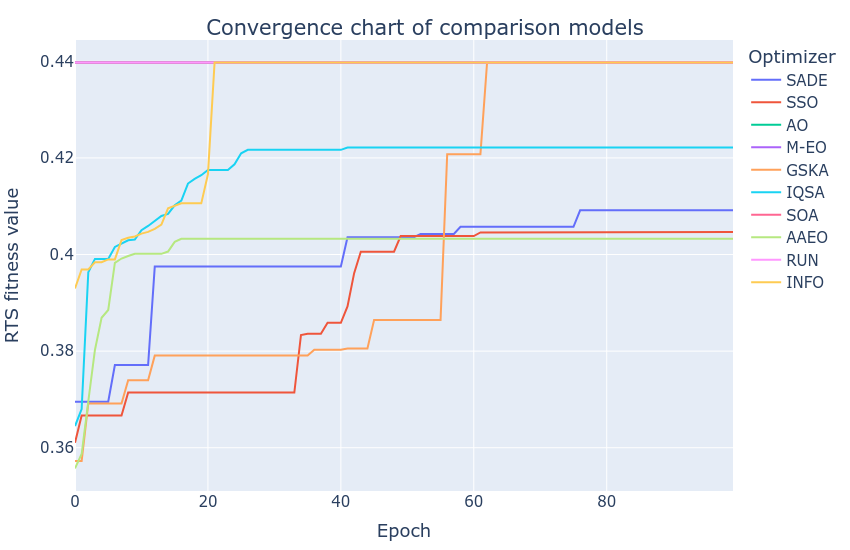 Convergence chart of comparison models
RTS fitness value
0.44
0.42
0.4
0.38
0.36
0
20
40
60
80
Epoch
Optimizer
SADE
SSO
AO
M-EO
GSKA
IQSA
SOA
AAEO
RUN
INFO